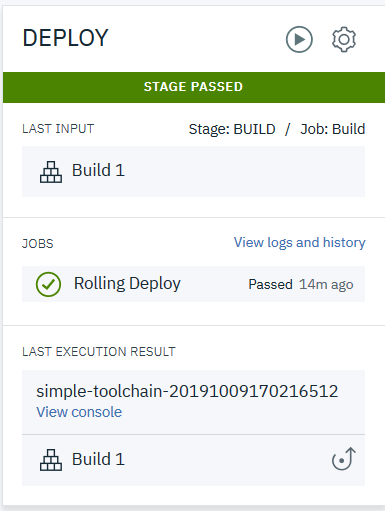 DEPLOY
STAGE PASSED
LAST INPUT Stage: BUILD / Job: Build
Build 1
JOBS View logs and history
Rolling Deploy Passed 14m ago
LAST EXECUTION RESULT
simple-toolchain-20191009170216512
View console
Build 1